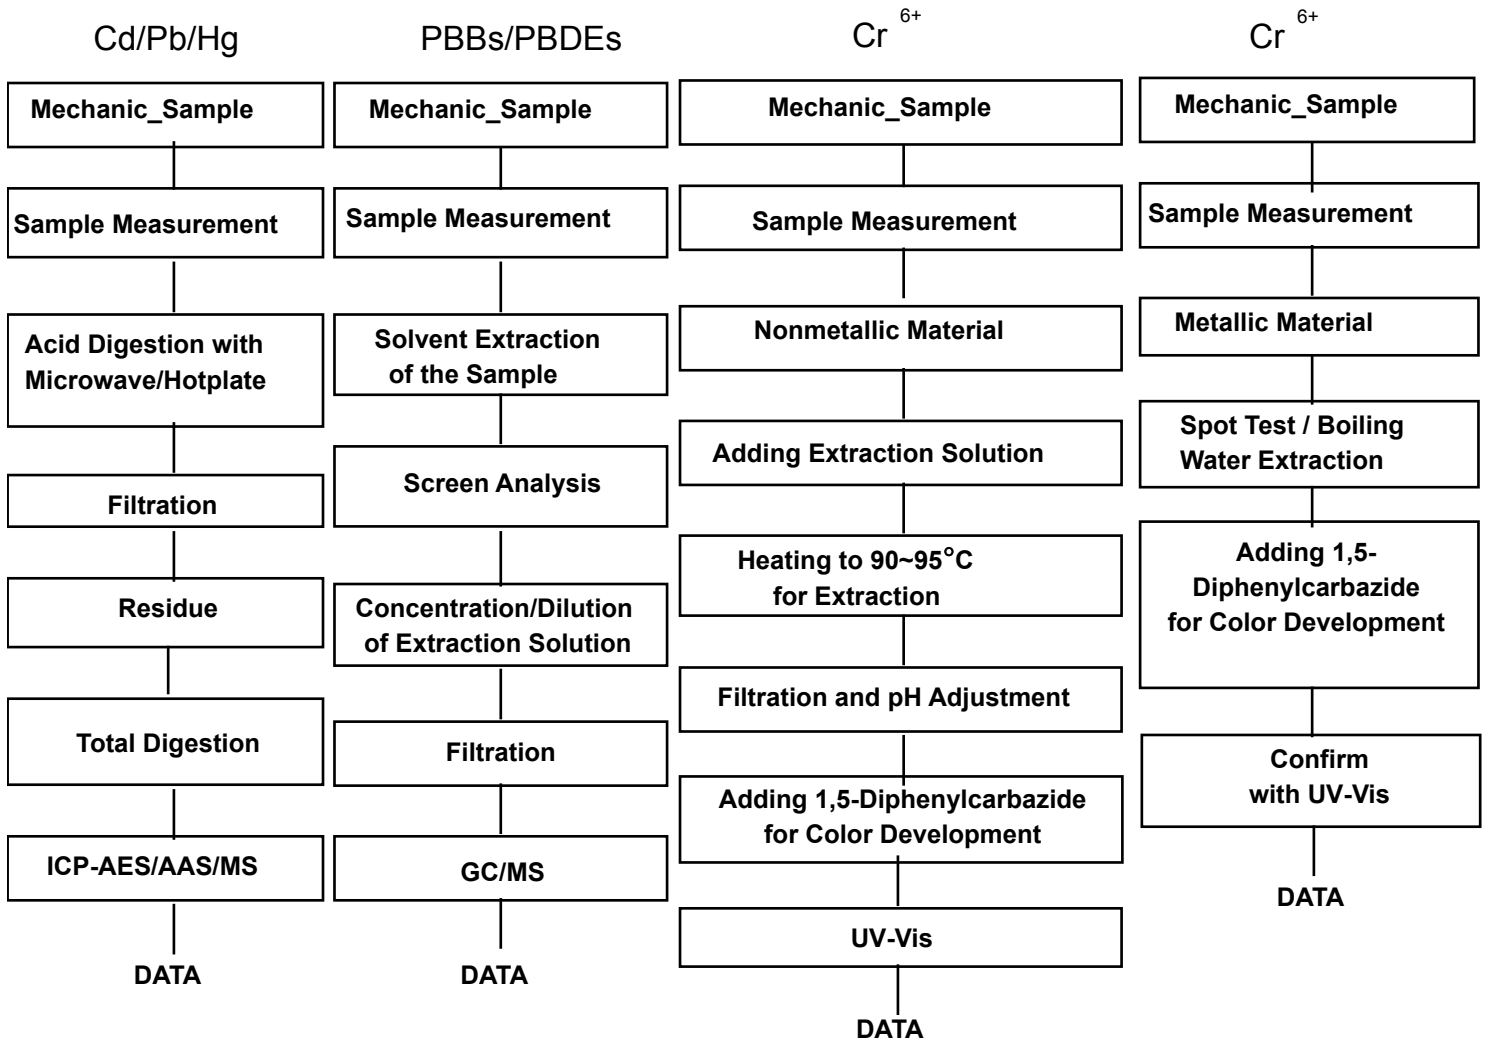 Cd/Pb/Hg
Mechanic_Sample
Sample Measurement
Acid Digestion with
Microwave/Hotplate
Filtration
Residue
Total Digestion
ICP-AES/AAS/MS
DATA
PBBs/PBDEs
Mechanic_Sample
Sample Measurement
Solvent Extraction
of the Sample
Screen Analysis
Concentration/Dilution
of Extraction Solution
Filtration
GC/MS
DATA
Cr 6+
Mechanic_Sample
Sample Measurement
Nonmetallic Material
Adding Extraction Solution
Heating to 90~95°C
for Extraction
Filtration and pH Adjustment
Adding 1,5-Diphenylcarbazide
for Color Development
UV-Vis
DATA
Cr 6+
Mechanic_Sample
Sample Measurement
Metallic Material
Spot Test / Boiling
Water Extraction
Adding 1,5-
Diphenylcarbazide
for Color Development
Confirm
with UV-Vis
DATA